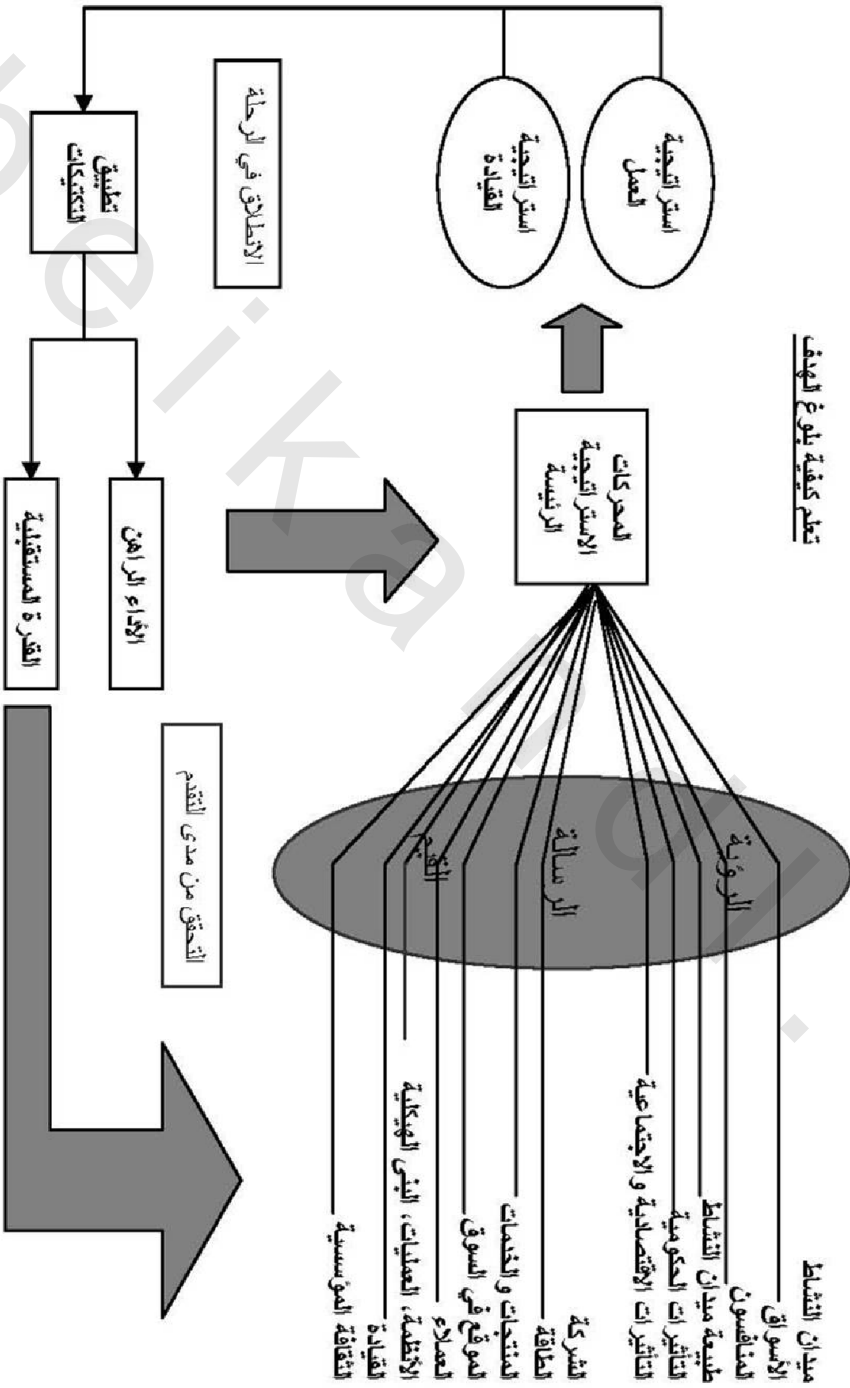 تعلم كيفية بلوغ الهدف
ميدان النشاط
الأسواق
المنافسون
طبيعة ميدان النشاط
التأثيرات الحكومية
التأثيرات الاقتصادية والاجتماعية
الشركة
الطاقة
المنتجات والخدمات
الموقع في السوق
العملاء
الأنظمة، العمليات، البنى الهيكلية
القيادة
الثقافة المؤسسية
الرؤية
الرسالة
القيم
المحركات
الاستراتيجية
الرئيسة
استراتيجية
العمل
استراتيجية
القيادة
الانطلاق في الرحلة
تطبيق
التكتيكات
الأداء الراهن
القدرة المستقبلية
التحقق من مدى التقدم
beikandl.